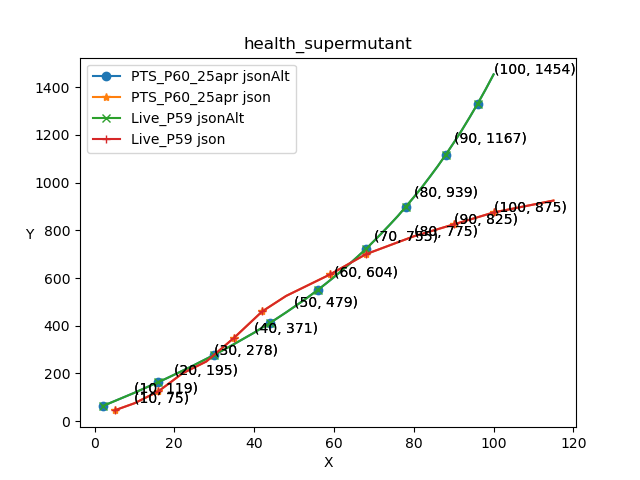 health_supermutant
PTS_P60_25apr jsonAlt
PTS_P60_25apr json
Live_P59 jsonAlt
Live_P59 json
(100, 1454)
(90, 1167)
(80, 939)
(100, 875)
(90, 825)
(80, 775)
(60, 604)
(50, 479)
(40, 371)
(30, 278)
(20, 195)
(10, 119)
(10, 75)
Y
1400
1200
1000
800
600
400
200
0
0 20 40 60 80 100 120
X